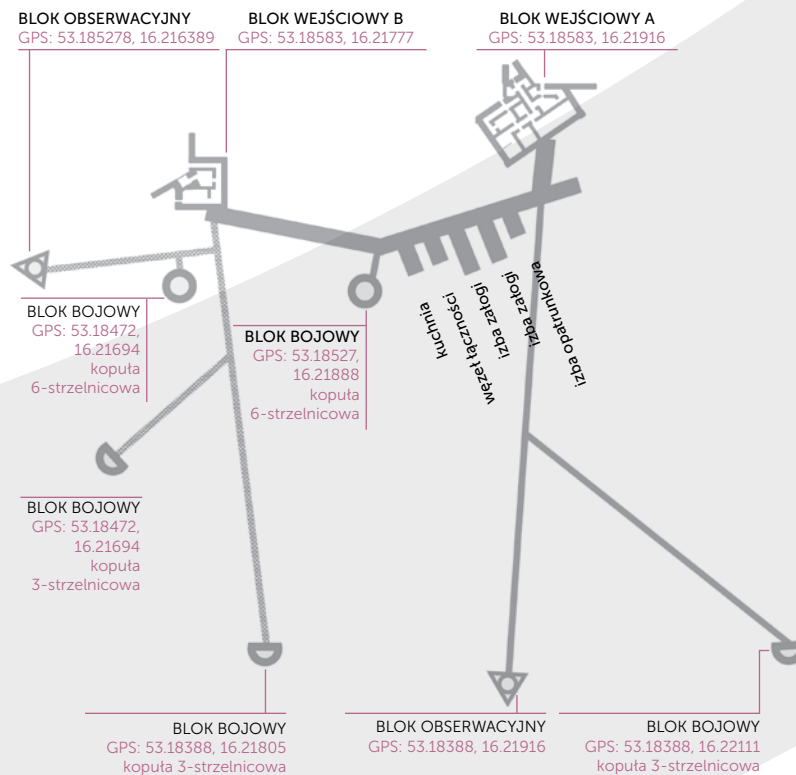 BLOK OBSERWACYJNY
GPS: 53.185278, 16.216389
BLOK WEJŚCIOWY B
GPS: 53.18583, 16.21777
BLOK WEJŚCIOWY A
GPS: 53.18583, 16.21916
BLOK BOJOWY
GPS: 53.18472,
16.21694
kopuła
6-strzelnicowa
BLOK BOJOWY
GPS: 53.18527,
16.21888
kopuła
6-strzelnicowa
kuchnia
węzeł łączności
izba załogi
izba załogi
izba opatrunkowa
BLOK BOJOWY
GPS: 53.18472,
16.21694
kopuła
3-strzelnicowa
BLOK BOJOWY
GPS: 53.18388, 16.21805
kopuła 3-strzelnicowa
BLOK OBSERWACYJNY
GPS: 53.18388, 16.21916
BLOK BOJOWY
GPS: 53.18388, 16.22111
kopuła 3-strzelnicowa